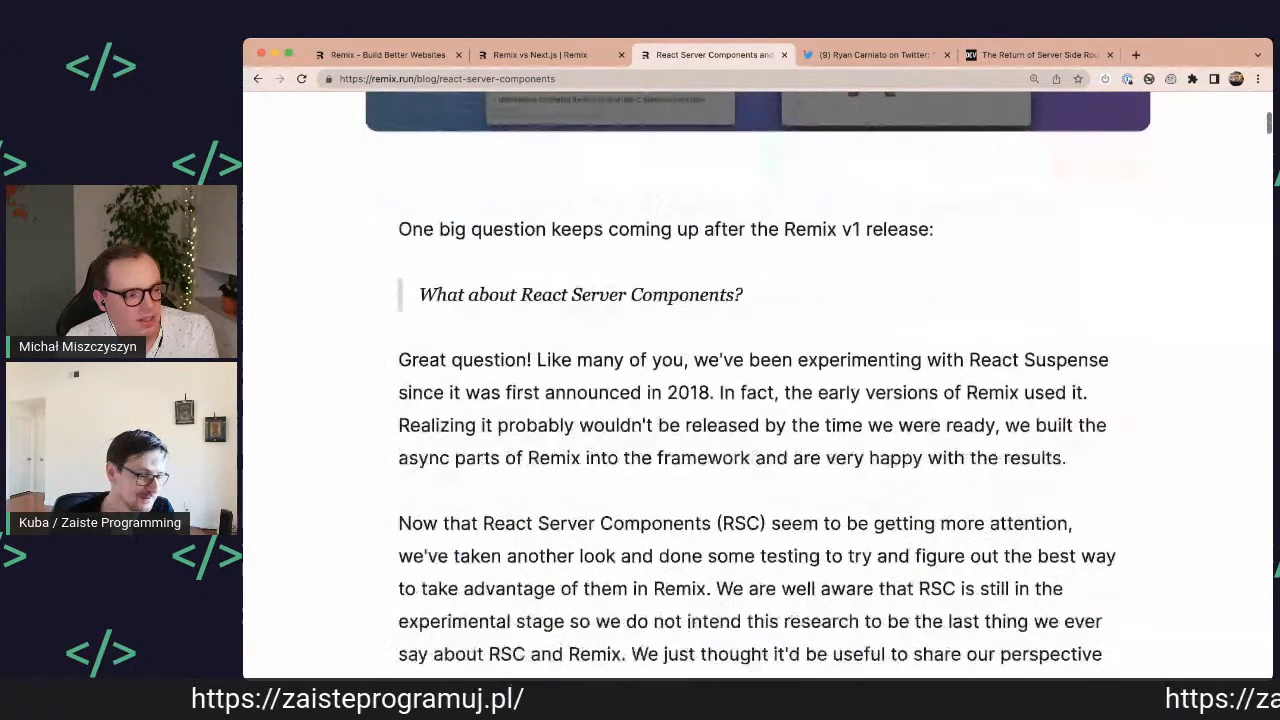 </>
Remix - Build Better Websites
Remix vs Next.js | Remix
React Server Components and
(9) Ryan Carniato on Twitter: "
DEV
The Return of Server Side Rou
https://remix.run/blog/react-server-components
</>
</>
One big question keeps coming up after the Remix v1 release:
What about React Server Components?
Great question! Like many of you, we've been experimenting with React Suspense
since it was first announced in 2018. In fact, the early versions of Remix used it.
Realizing it probably wouldn't be released by the time we were ready, we built the
async parts of Remix into the framework and are very happy with the results.
Now that React Server Components (RSC) seem to be getting more attention,
we've taken another look and done some testing to try and figure out the best way
to take advantage of them in Remix. We are well aware that RSC is still in the
experimental stage so we do not intend this research to be the last thing we ever
say about RSC and Remix. We just thought it'd be useful to share our perspective
Michał Miszczyszyn
Kuba / Zaiste Programming
</>
</>
</>
https://zaisteprogramuj.pl/
https://za